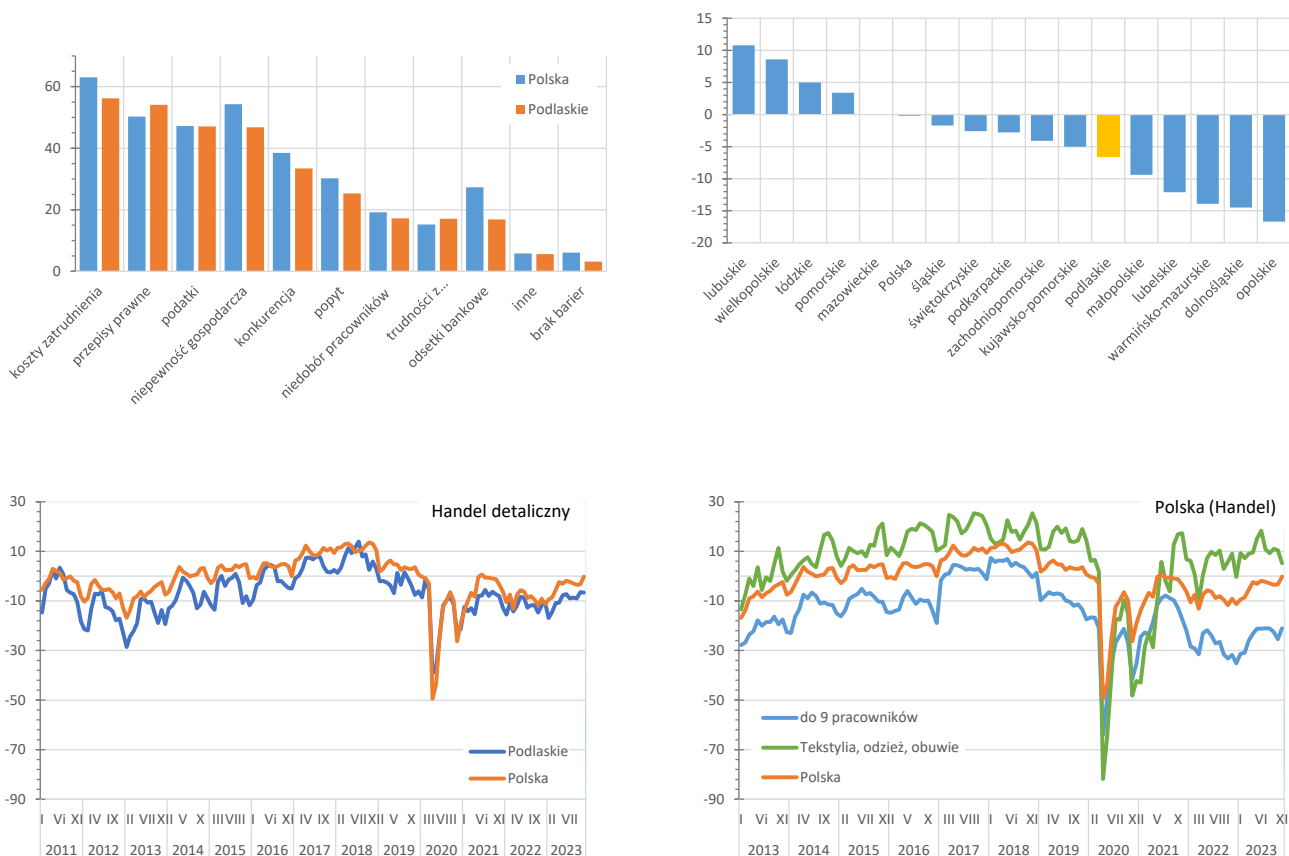 60
40
20
0
Polska
Podlaskie
koszty zatrudnienia
przepisy prawne
podatki
niepewność gospodarcza
konkurencja
popyt
niedobór pracowników
trudności z...
odsetki bankowe
inne
brak barier
15
10
5
0
-5
-10
-15
-20
lubuskie
wielkopolskie
łódzkie
pomorskie
mazowieckie
Polska
śląskie
świętokrzyskie
podkarpackie
zachodniopomorskie
kujawsko-pomorskie
podlaskie
małopolskie
lubelskie
warmińsko-mazurskie
dolnośląskie
opolskie
Handel detaliczny
30
10
-10
-30
-50
-70
-90
Podlaskie
Polska
I Vi XI IV IX II VII XII V X III VIII I Vi XI IV IX II VII XII V X III VIII I Vi XI IV IX II VII
2011 2012 2013 2014 2015 2016 2017 2018 2019 2020 2021 2022 2023
Polska (Handel)
30
10
-10
-30
-50
-70
-90
do 9 pracowników
Tekstylia, odzież, obuwie
Polska
I Vi XI IV IX II VII XII V X III VIII I Vi XI IV IX II VII XII V X III VIII I VI XI
2013 2014 2015 2016 2017 2018 2019 2020 2021 2022 2023